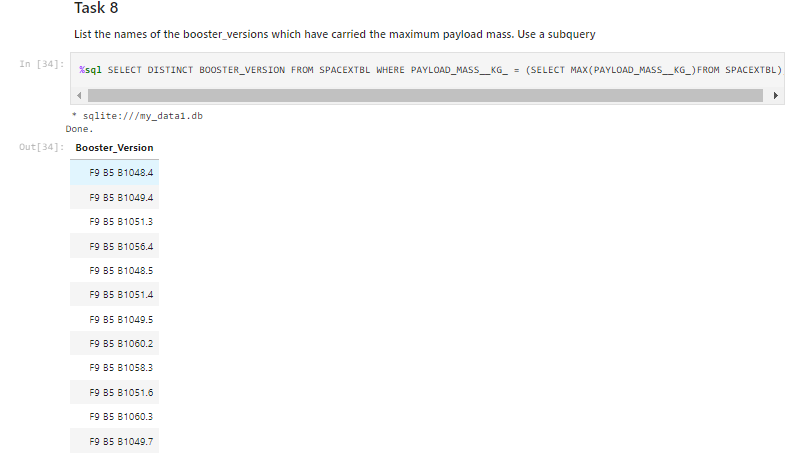 Task 8
List the names of the booster_versions which have carried the maximum payload mass. Use a subquery
In [34]: %sql SELECT DISTINCT BOOSTER_VERSION FROM SPACEXTBL WHERE PAYLOAD_MASS__KG_ = (SELECT MAX(PAYLOAD_MASS__KG_)FROM SPACEXTBL)
* sqlite:///my_data1.db
Done.
Out[34]: Booster_Version
F9 B5 B1048.4
F9 B5 B1049.4
F9 B5 B1051.3
F9 B5 B1056.4
F9 B5 B1048.5
F9 B5 B1051.4
F9 B5 B1049.5
F9 B5 B1060.2
F9 B5 B1058.3
F9 B5 B1051.6
F9 B5 B1060.3
F9 B5 B1049.7